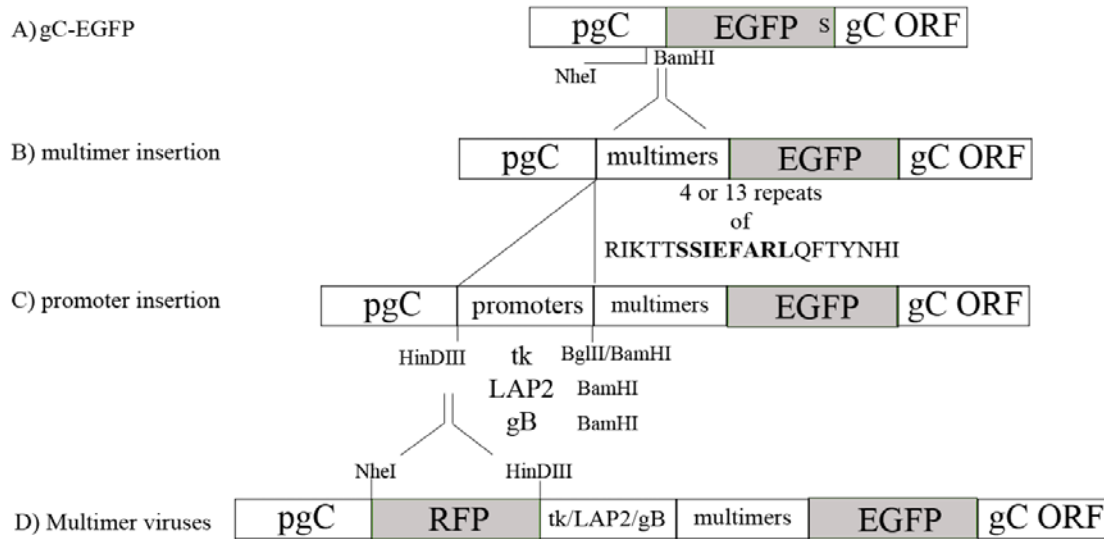 A) gC-EGFP
pgC EGFP S gC ORF
NheI BamHI
B) multimer insertion
pgC multimers EGFP gC ORF
4 or 13 repeats
of
RIKTTSSIEFARLQFTYNHI
C) promoter insertion
pgC promoters multimers EGFP gC ORF
HinDIII tk BglII/BamHI
LAP2 BamHI
gB BamHI
NheI HinDIII
D) Multimer viruses
pgC RFP tk/LAP2/gB multimers EGFP gC ORF